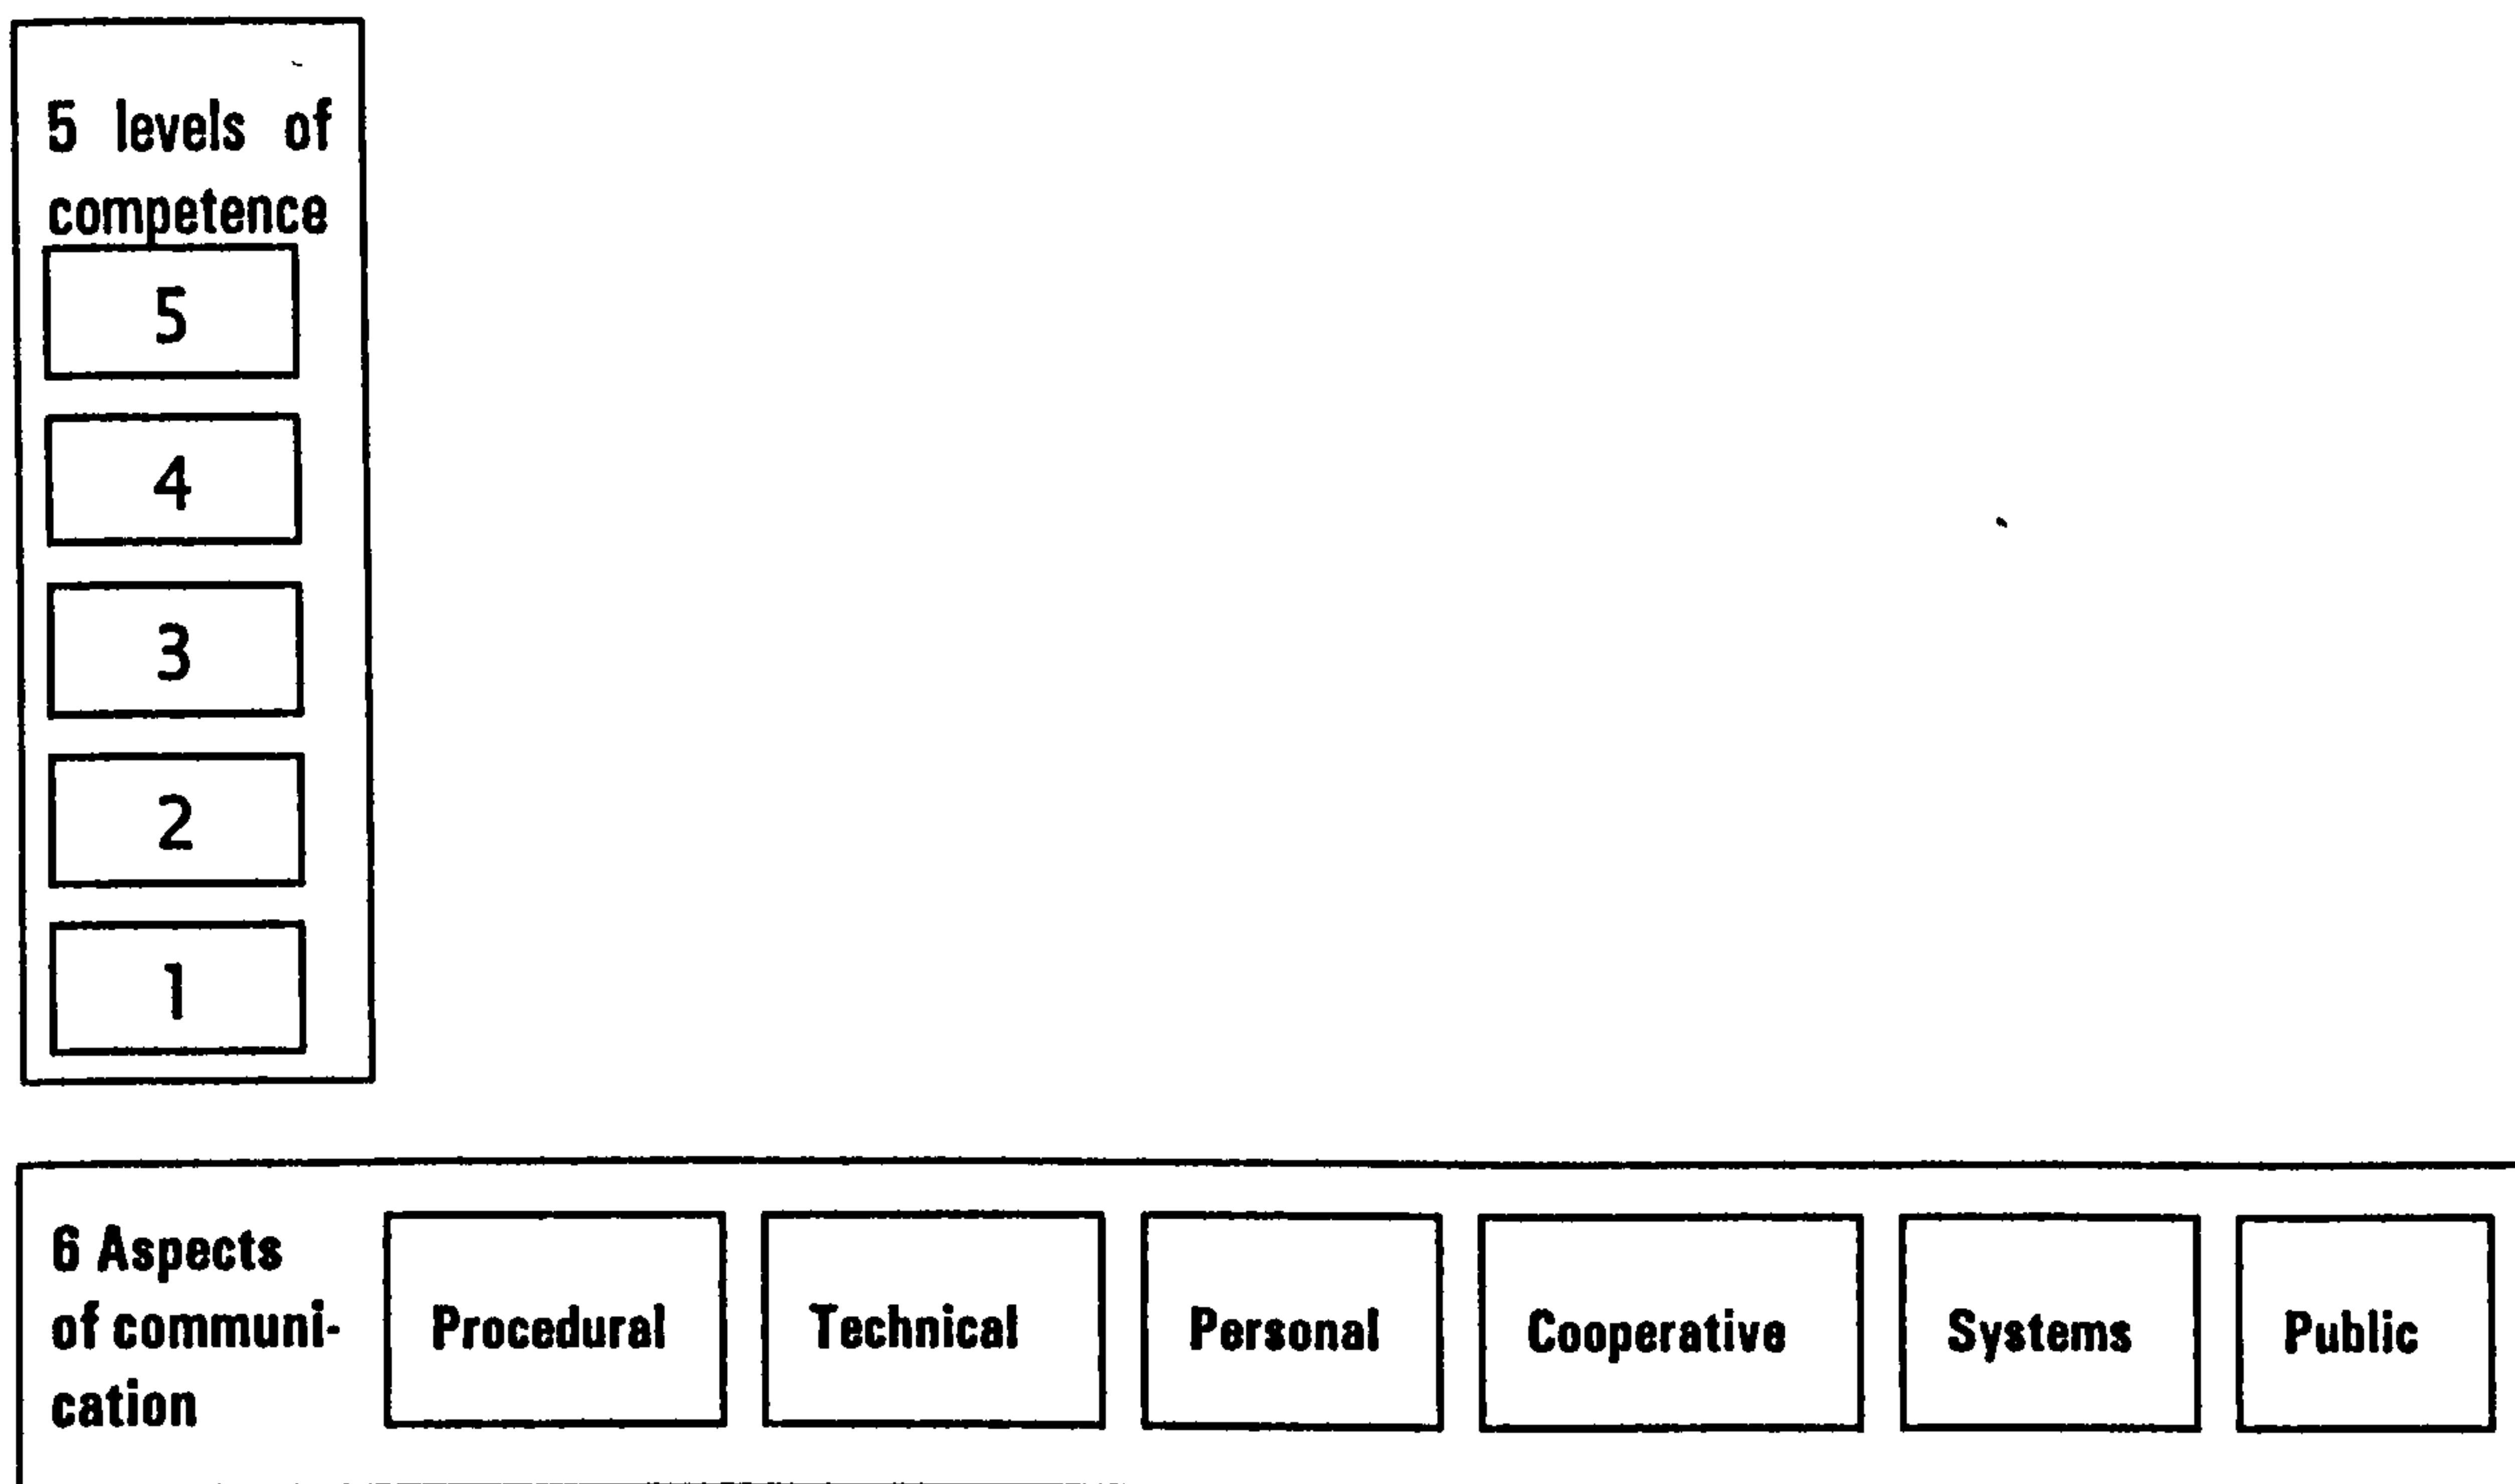 5 levels of
competence
5
4
3
2
1
6 Aspects
of communi-
cation
Procedural
Technical
Personal
Cooperative
Systems
Public